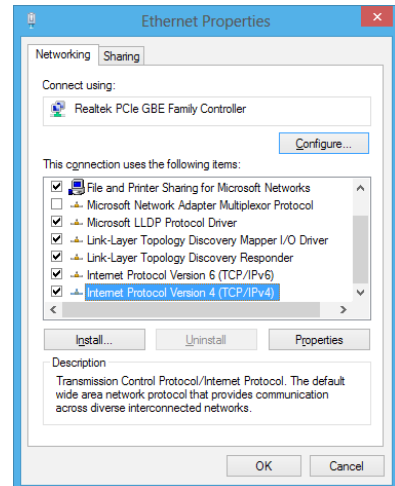 Ethernet Properties
Networking
Sharing
Connect using:
Realtek PCIe GBE Family Controller
Configure...
This connection uses the following items:
File and Printer Sharing for Microsoft Networks
Microsoft Network Adapter Multiplexor Protocol
Microsoft LLDP Protocol Driver
Link-Layer Topology Discovery Mapper I/O Driver
Link-Layer Topology Discovery Responder
Internet Protocol Version 6 (TCP/IPv6)
Internet Protocol Version 4 (TCP/IPv4)
Install...
Uninstall
Properties
Description
Transmission Control Protocol/Internet Protocol. The default
wide area network protocol that provides communication
across diverse interconnected networks.
OK
Cancel